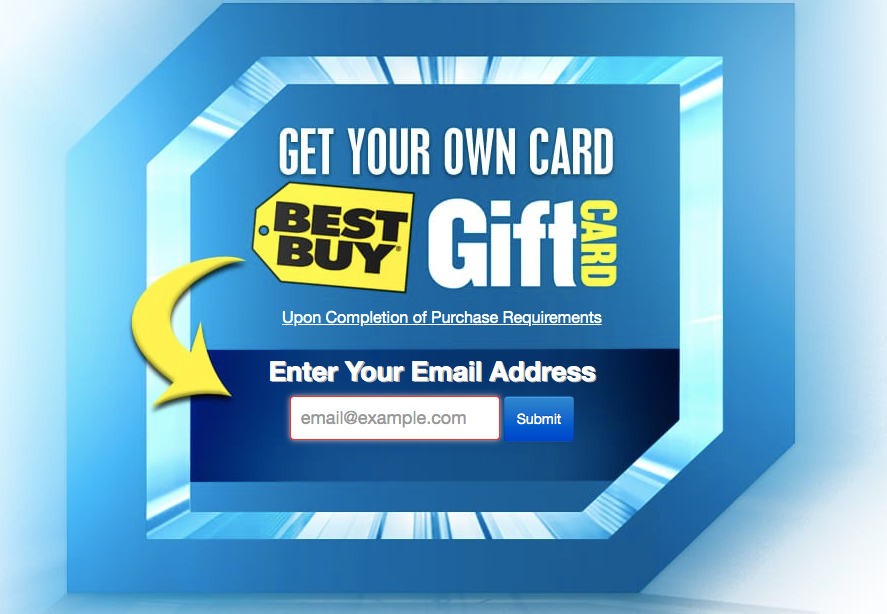 GET YOUR OWN CARD
BEST BUY® Gift CARD
Upon Completion of Purchase Requirements
Enter Your Email Address
email@example.com Submit